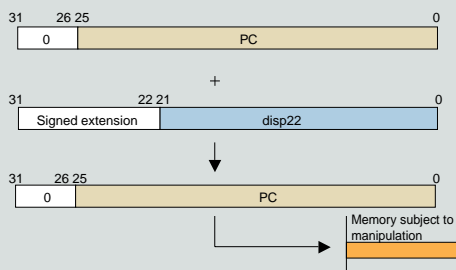 31 26 25 0
0 PC
+
31 22 21 0
Signed extension disp22
31 26 25 0
0 PC
Memory subject to
manipulation